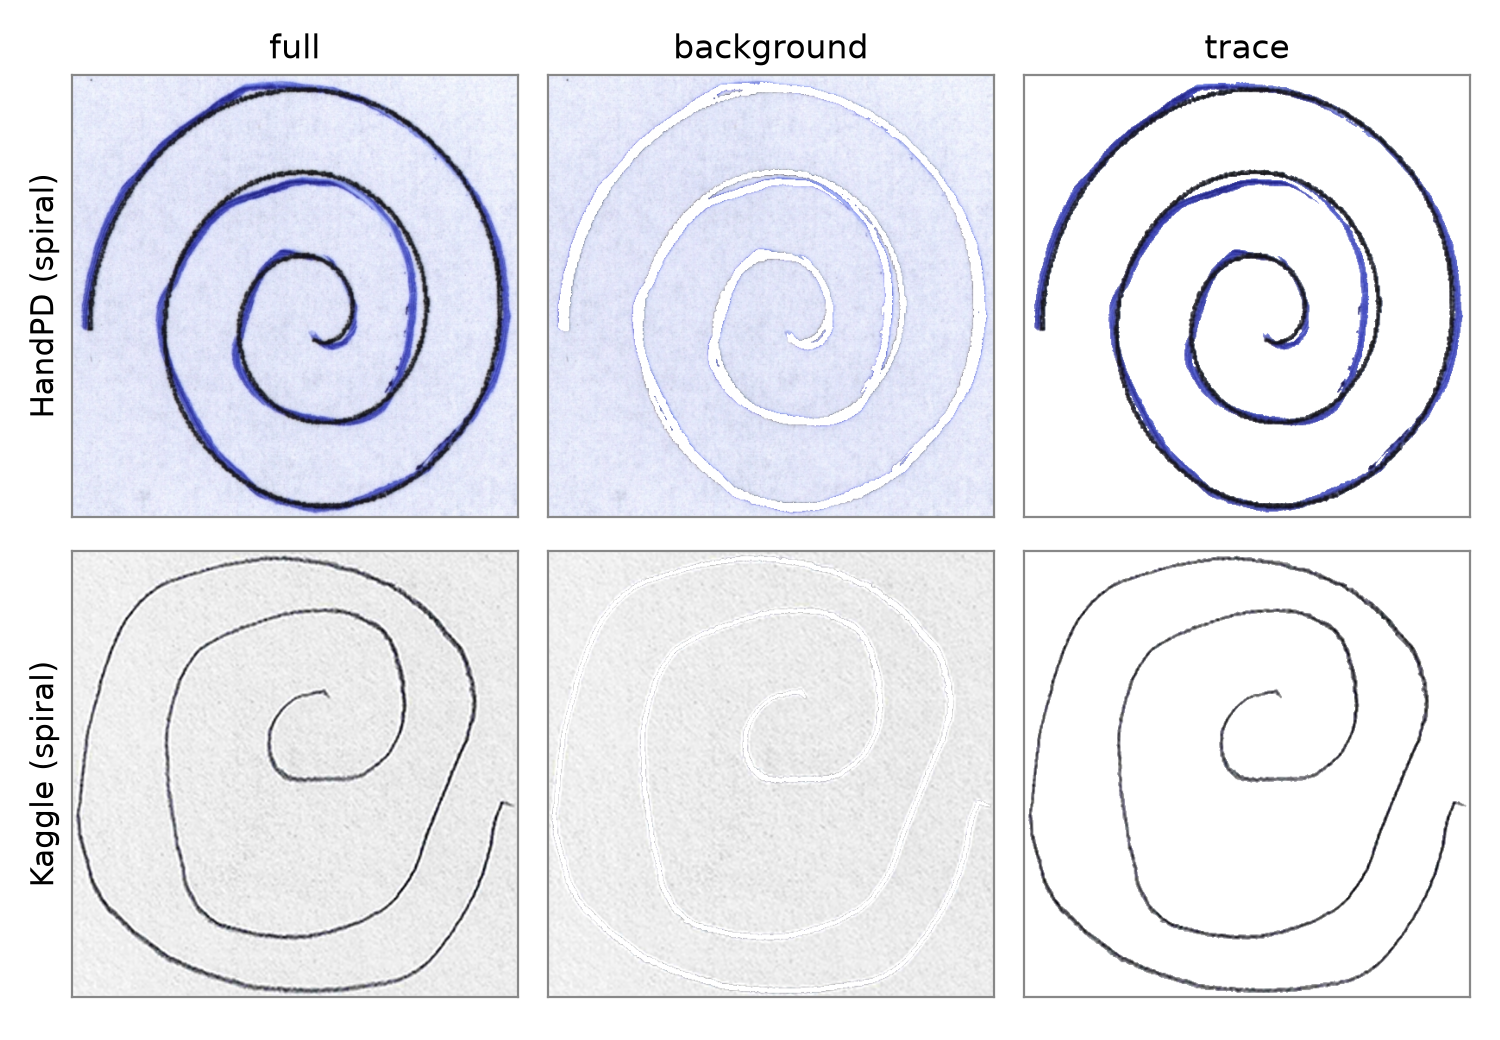 full
background
trace
HandPD (spiral)
Kaggle (spiral)